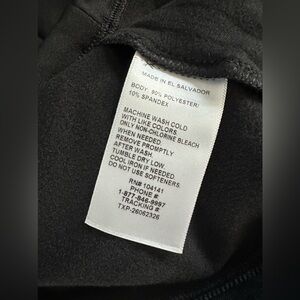 MADE IN EL SALVADOR
BODY: 90% POLYESTER/
10% SPANDEX
MACHINE WASH COLD
WITH LIKE COLORS
ONLY NON-CHLORINE BLEACH
WHEN NEEDED.
REMOVE PROMPTLY
AFTER WASH.
TUMBLE DRY LOW.
COOL IRON IF NEEDED.
DO NOT USE SOFTENERS.
RN# 104141
PHONE #
1-877-946-9997
TRACKING #
TXP-26062326